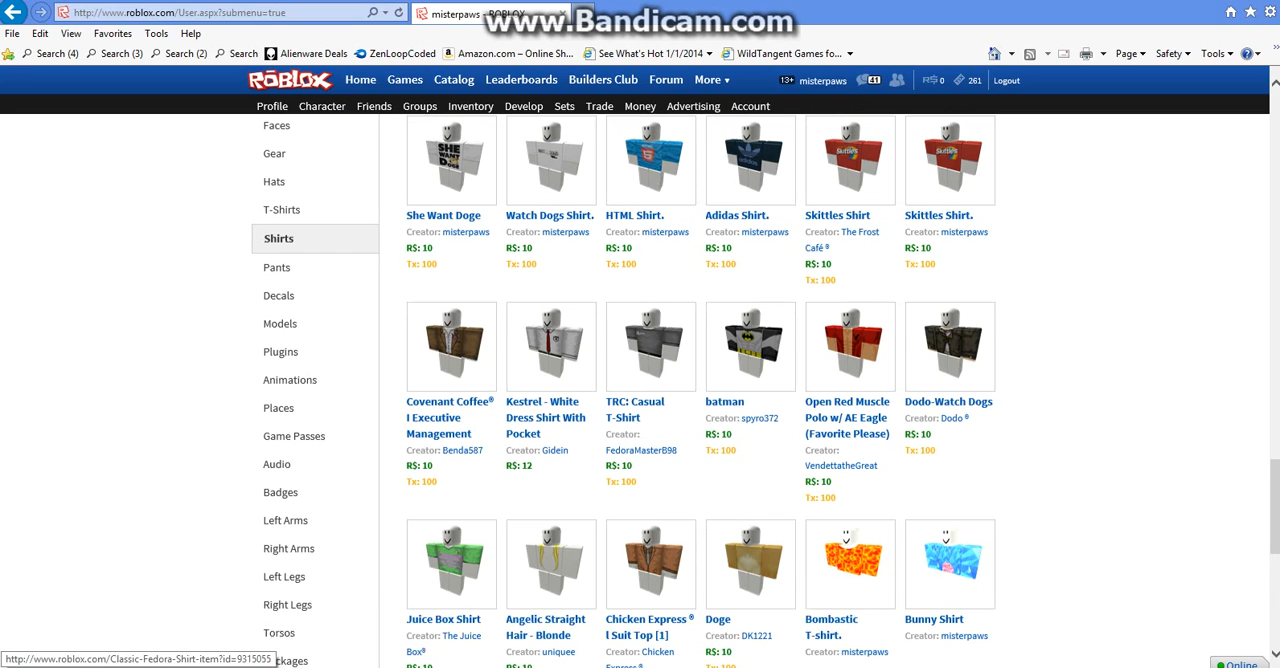 http://www.roblox.com/User.aspx?submenu=true
misterpaws - ROBLOX
www.Bandicam.com
File Edit View Favorites Tools Help
Search (4) Search (3) Search (2) Search Alienware Deals ZenLoopCoded Amazon.com – Online Sh... See What's Hot 1/1/2014 WildTangent Games fo... Page Safety Tools
ROBLOX Home Games Catalog Leaderboards Builders Club Forum More 13+ misterpaws 41 R$ 0 261 Logout
Profile Character Friends Groups Inventory Develop Sets Trade Money Advertising Account
Faces
Gear
Hats
T-Shirts
Shirts
Pants
Decals
Models
Plugins
Animations
Places
Game Passes
Audio
Badges
Left Arms
Right Arms
Left Legs
Right Legs
Torsos
She Want Doge
Creator: misterpaws
R$: 10
Tx: 100
Watch Dogs Shirt.
Creator: misterpaws
R$: 10
Tx: 100
HTML Shirt.
Creator: misterpaws
R$: 10
Tx: 100
Adidas Shirt.
Creator: misterpaws
R$: 10
Tx: 100
Skittles Shirt
Creator: The Frost
Café ®
R$: 10
Tx: 100
Skittles Shirt.
Creator: misterpaws
R$: 10
Tx: 100
Covenant Coffee®
I Executive
Management
Creator: Benda587
R$: 10
Tx: 100
Kestrel - White
Dress Shirt With
Pocket
Creator: Gidein
R$: 12
TRC: Casual
T-Shirt
Creator:
FedoraMasterB98
R$: 10
Tx: 100
batman
Creator: spyro372
R$: 10
Tx: 100
Open Red Muscle
Polo w/ AE Eagle
(Favorite Please)
Creator:
VendettatheGreat
R$: 10
Tx: 100
Dodo-Watch Dogs
Creator: Dodo ®
R$: 10
Tx: 100
Juice Box Shirt
Creator: The Juice
Box®
R$: 10
Angelic Straight
Hair - Blonde
Creator: uniquee
R$: 10
Chicken Express ®
l Suit Top [1]
Creator: Chicken
Express ®
Doge
Creator: DK1221
R$: 10
Bombastic
T-shirt.
Creator: misterpaws
Bunny Shirt
Creator: misterpaws
R$: 10
http://www.roblox.com/Classic-Fedora-Shirt-item?id=9315055
ckages
Online